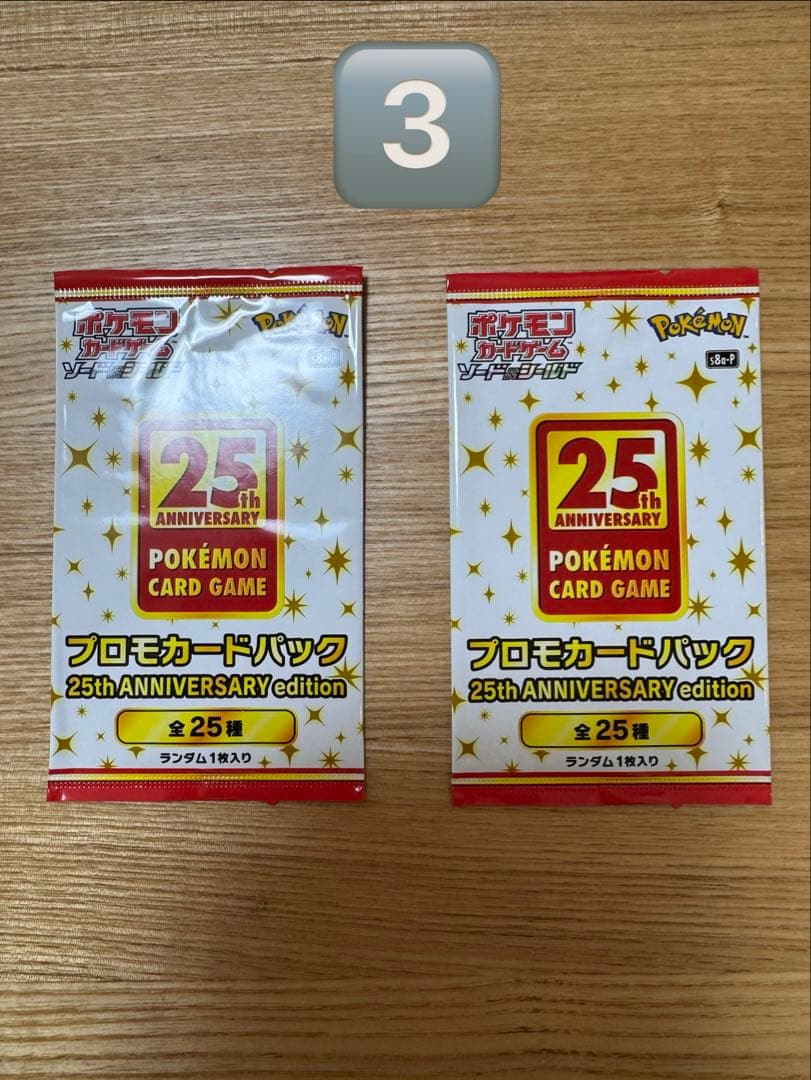 3
ポケモン
カードゲーム
ソード&シールド
Pokémon
s8a-P
25th
ANNIVERSARY
POKÉMON
CARD GAME
プロモカードパック
25th ANNIVERSARY edition
全25種
ランダム1枚入り
ポケモン
カードゲーム
ソード&シールド
Pokémon
s8a-P
25th
ANNIVERSARY
POKÉMON
CARD GAME
プロモカードパック
25th ANNIVERSARY edition
全25種
ランダム1枚入り